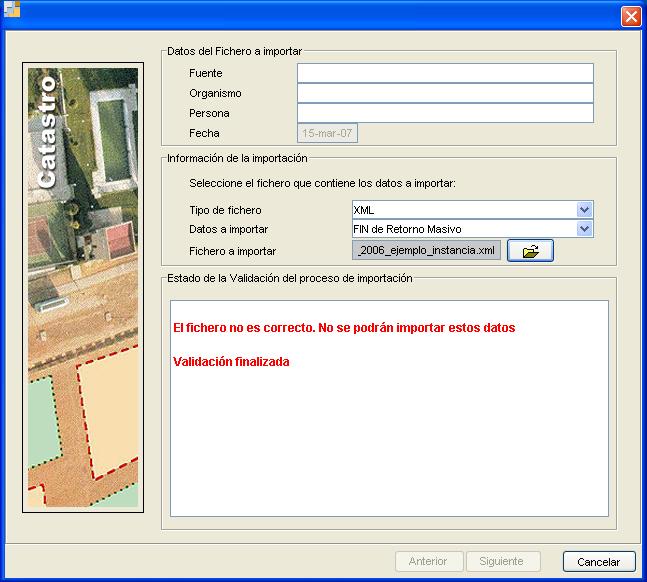 Catastro
Datos del Fichero a importar
Fuente
Organismo
Persona
Fecha 15-mar-07
Información de la importación
Seleccione el fichero que contiene los datos a importar:
Tipo de fichero XML
Datos a importar FIN de Retorno Masivo
Fichero a importar _2006_ejemplo_instancia.xml
Estado de la Validación del proceso de importación
El fichero no es correcto. No se podrán importar estos datos
Validación finalizada
Anterior Siguiente Cancelar